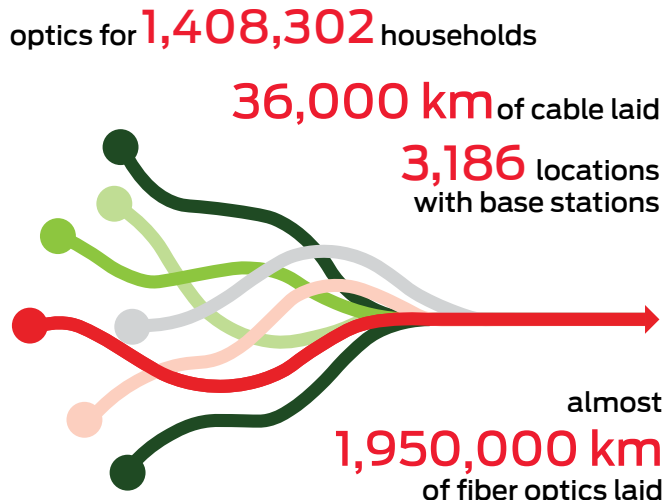 optics for 1,408,302 households
36,000 km of cable laid
3,186 locations
with base stations
almost
1,950,000 km
of fiber optics laid